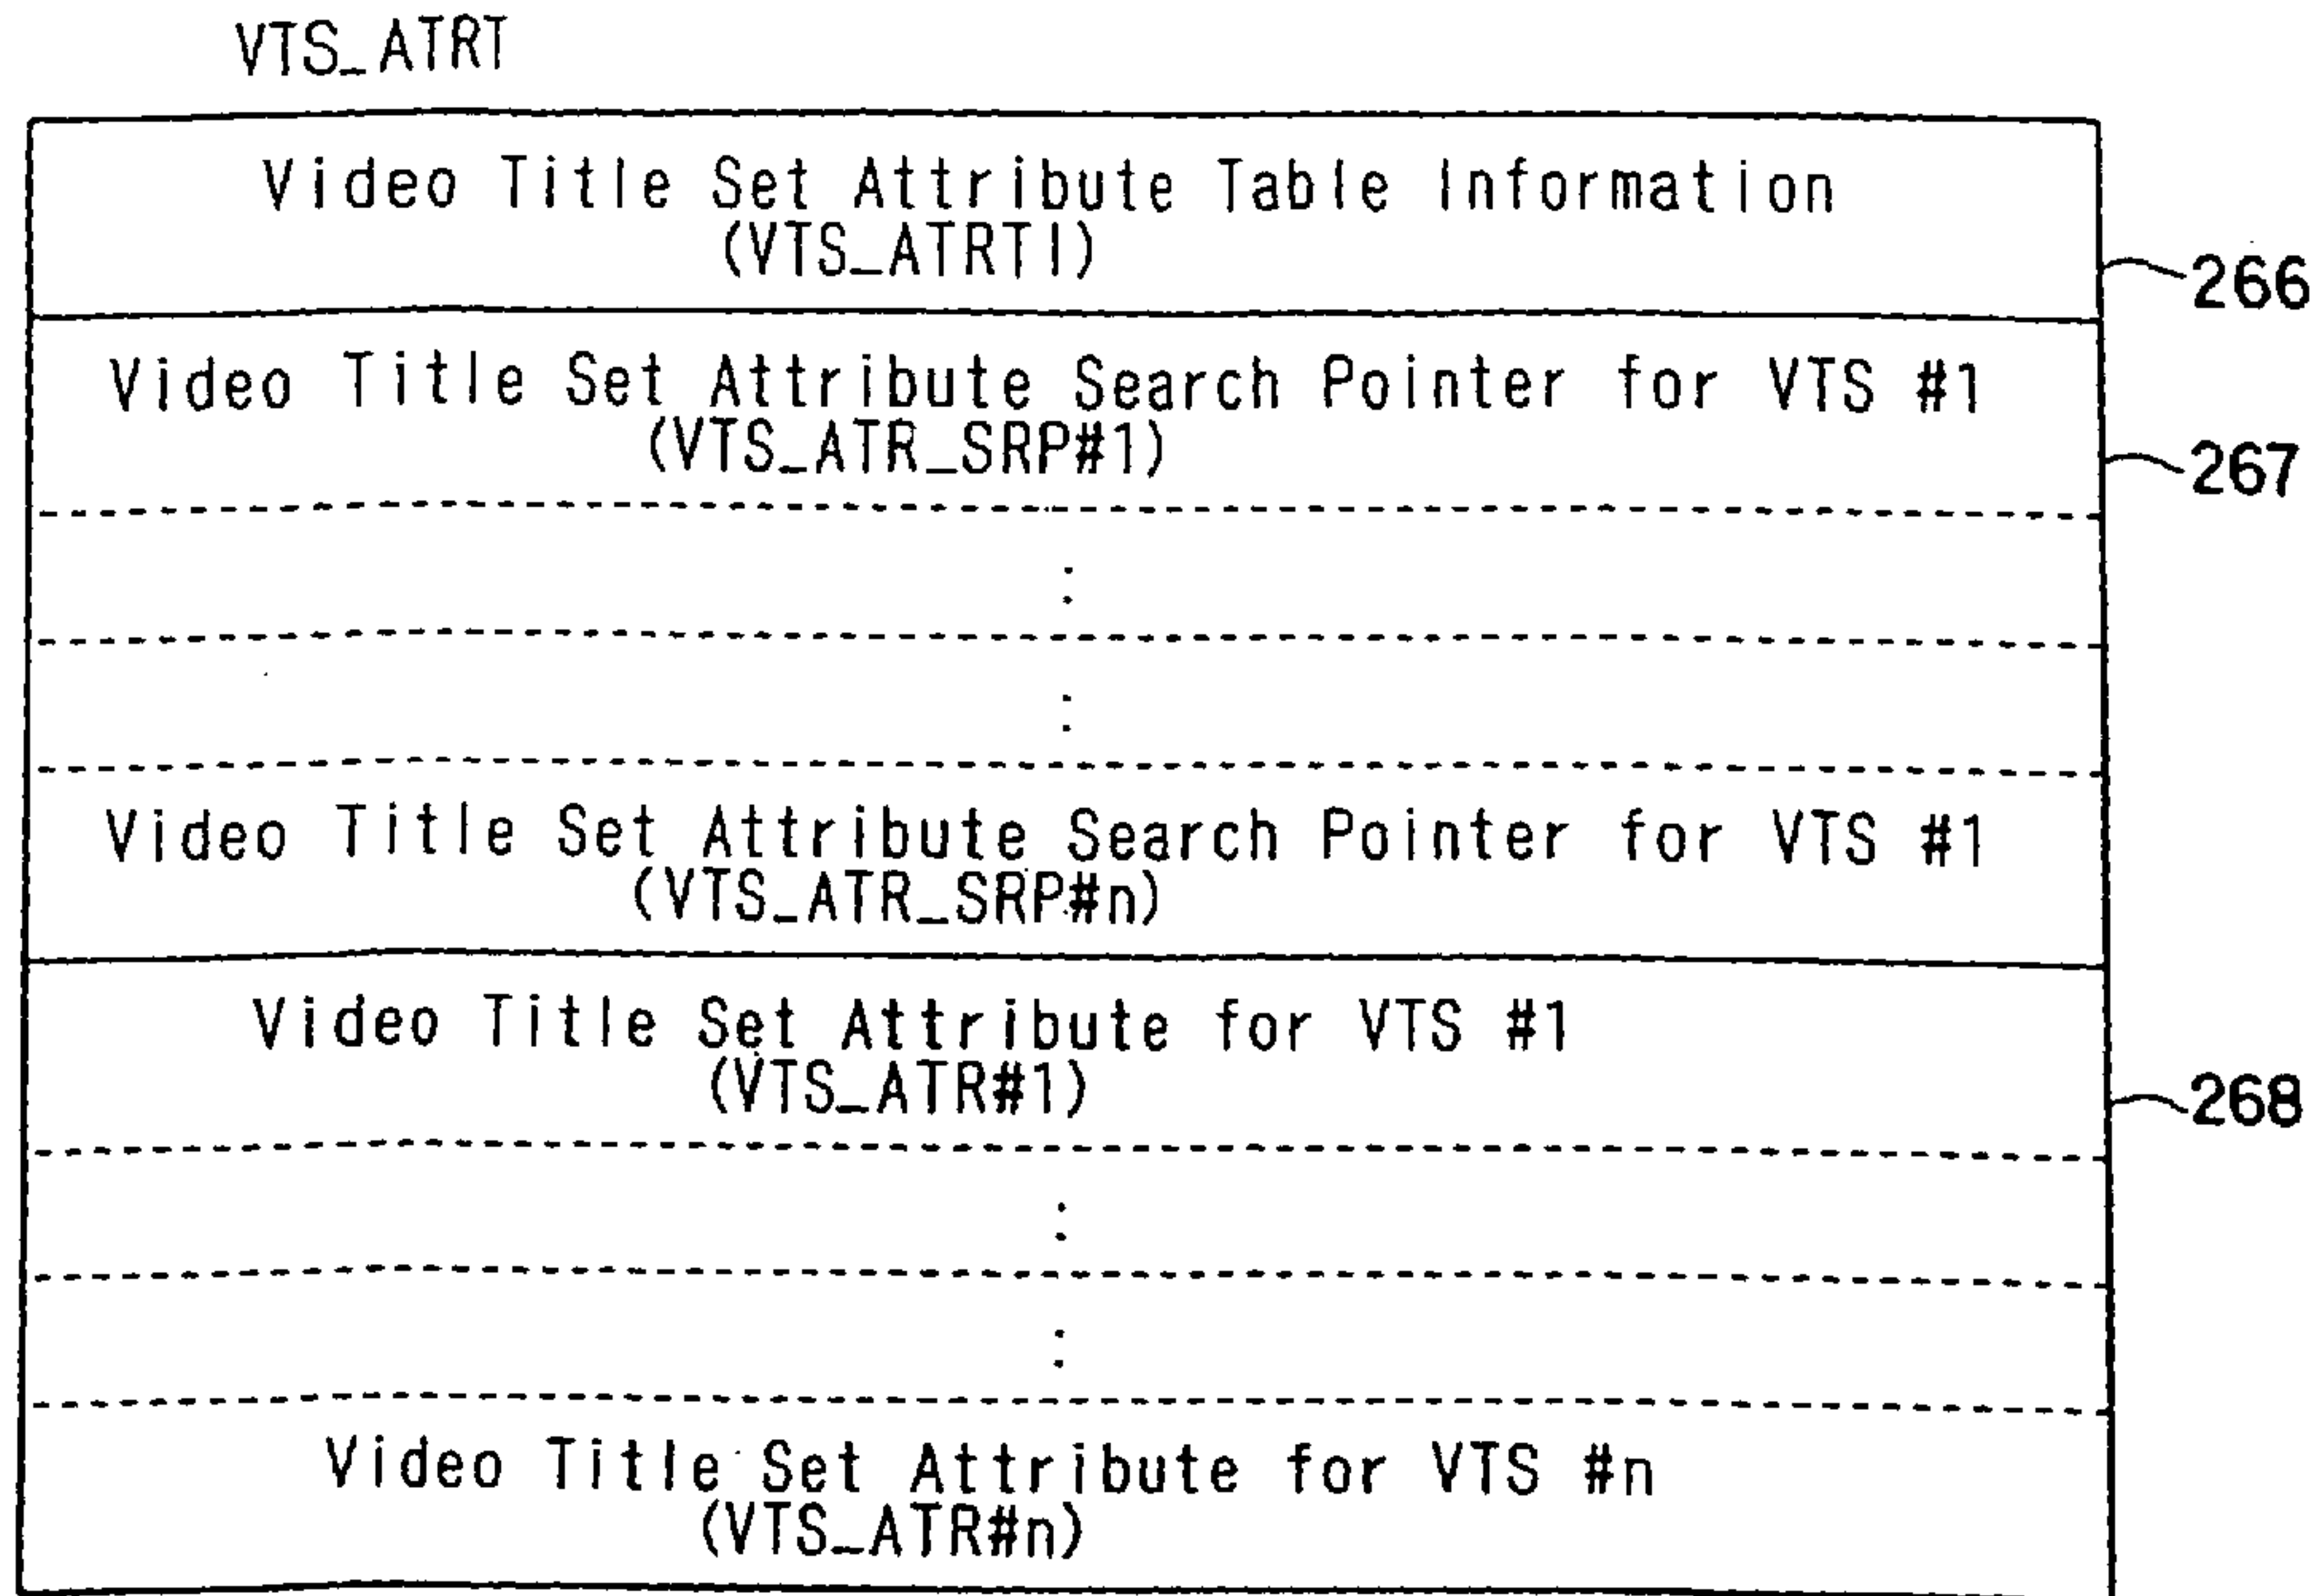 VTS_ATRT
Video Title Set Attribute Table Information
(VTS_ATRTI)
266
Video Title Set Attribute Search Pointer for VTS #1
(VTS_ATR_SRP#1)
267
:
:
Video Title Set Attribute Search Pointer for VTS #1
(VTS_ATR_SRP#n)
Video Title Set Attribute for VTS #1
(VTS_ATR#1)
268
:
:
Video Title Set Attribute for VTS #n
(VTS_ATR#n)